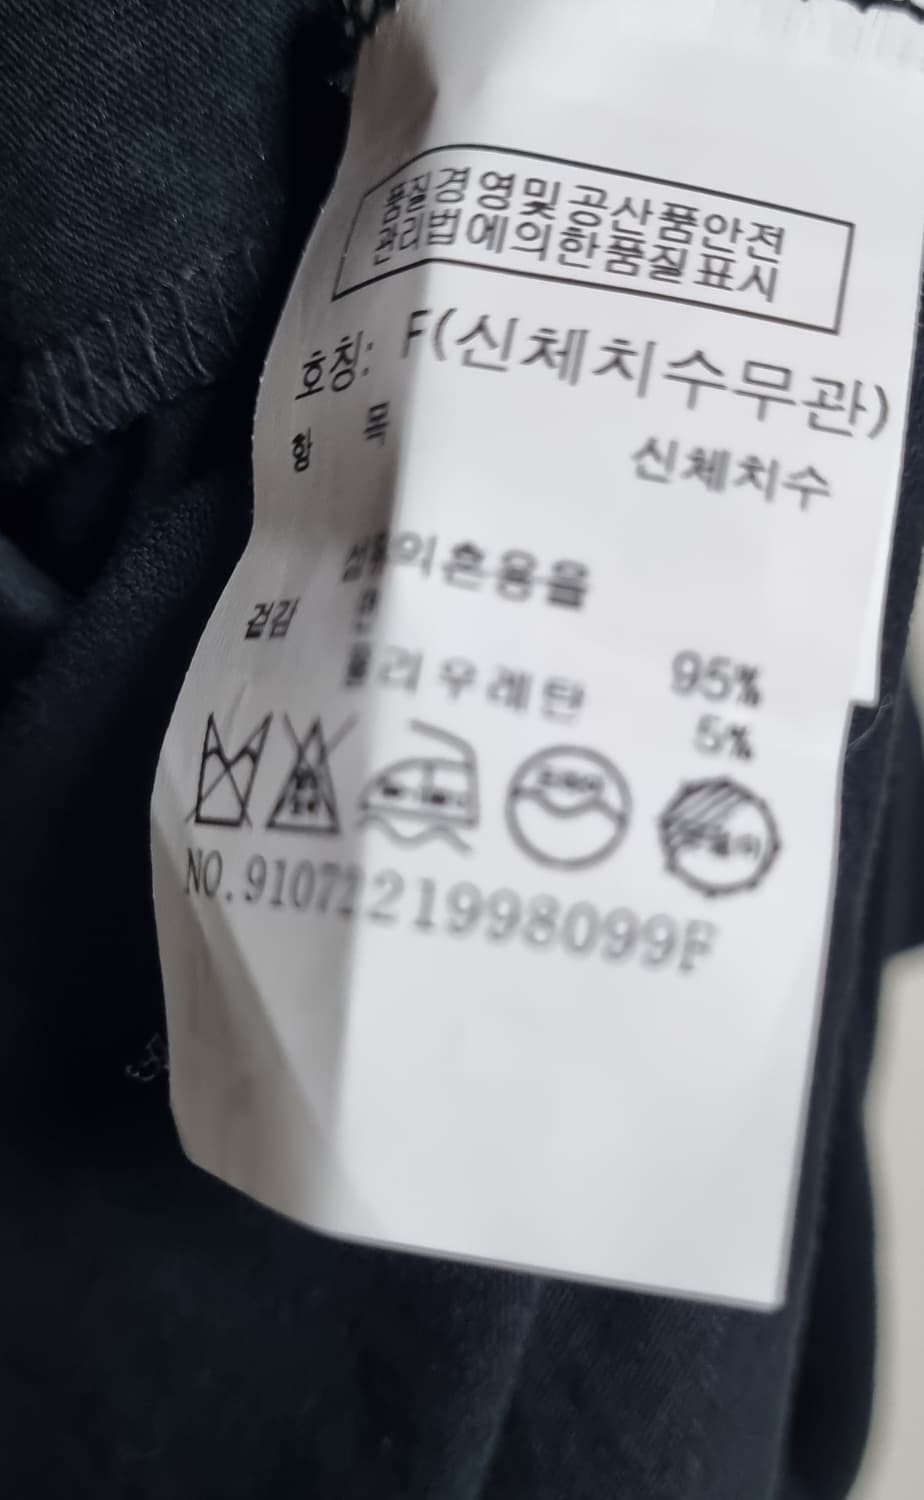 품질경영및공산품안전
관리법에의한품질표시
호칭: F(신체치수무관)
항 목 신체치수
섬유의혼용율
겉감 면 95%
폴리우레탄 5%
NO.9107221998099F